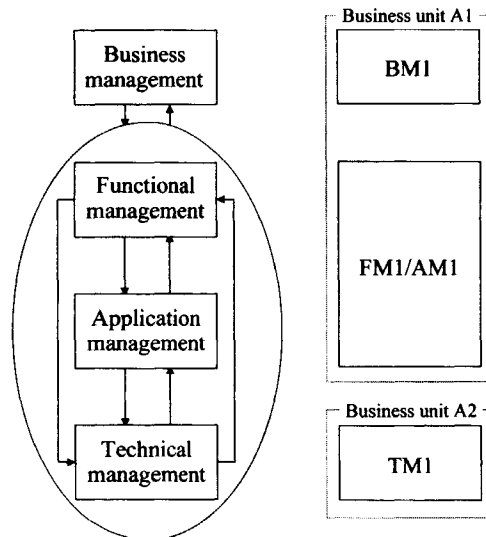 Business
management
Functional
management
Application
management
Technical
management
Business unit A1
BM1
FM1/AM1
Business unit A2
TM1